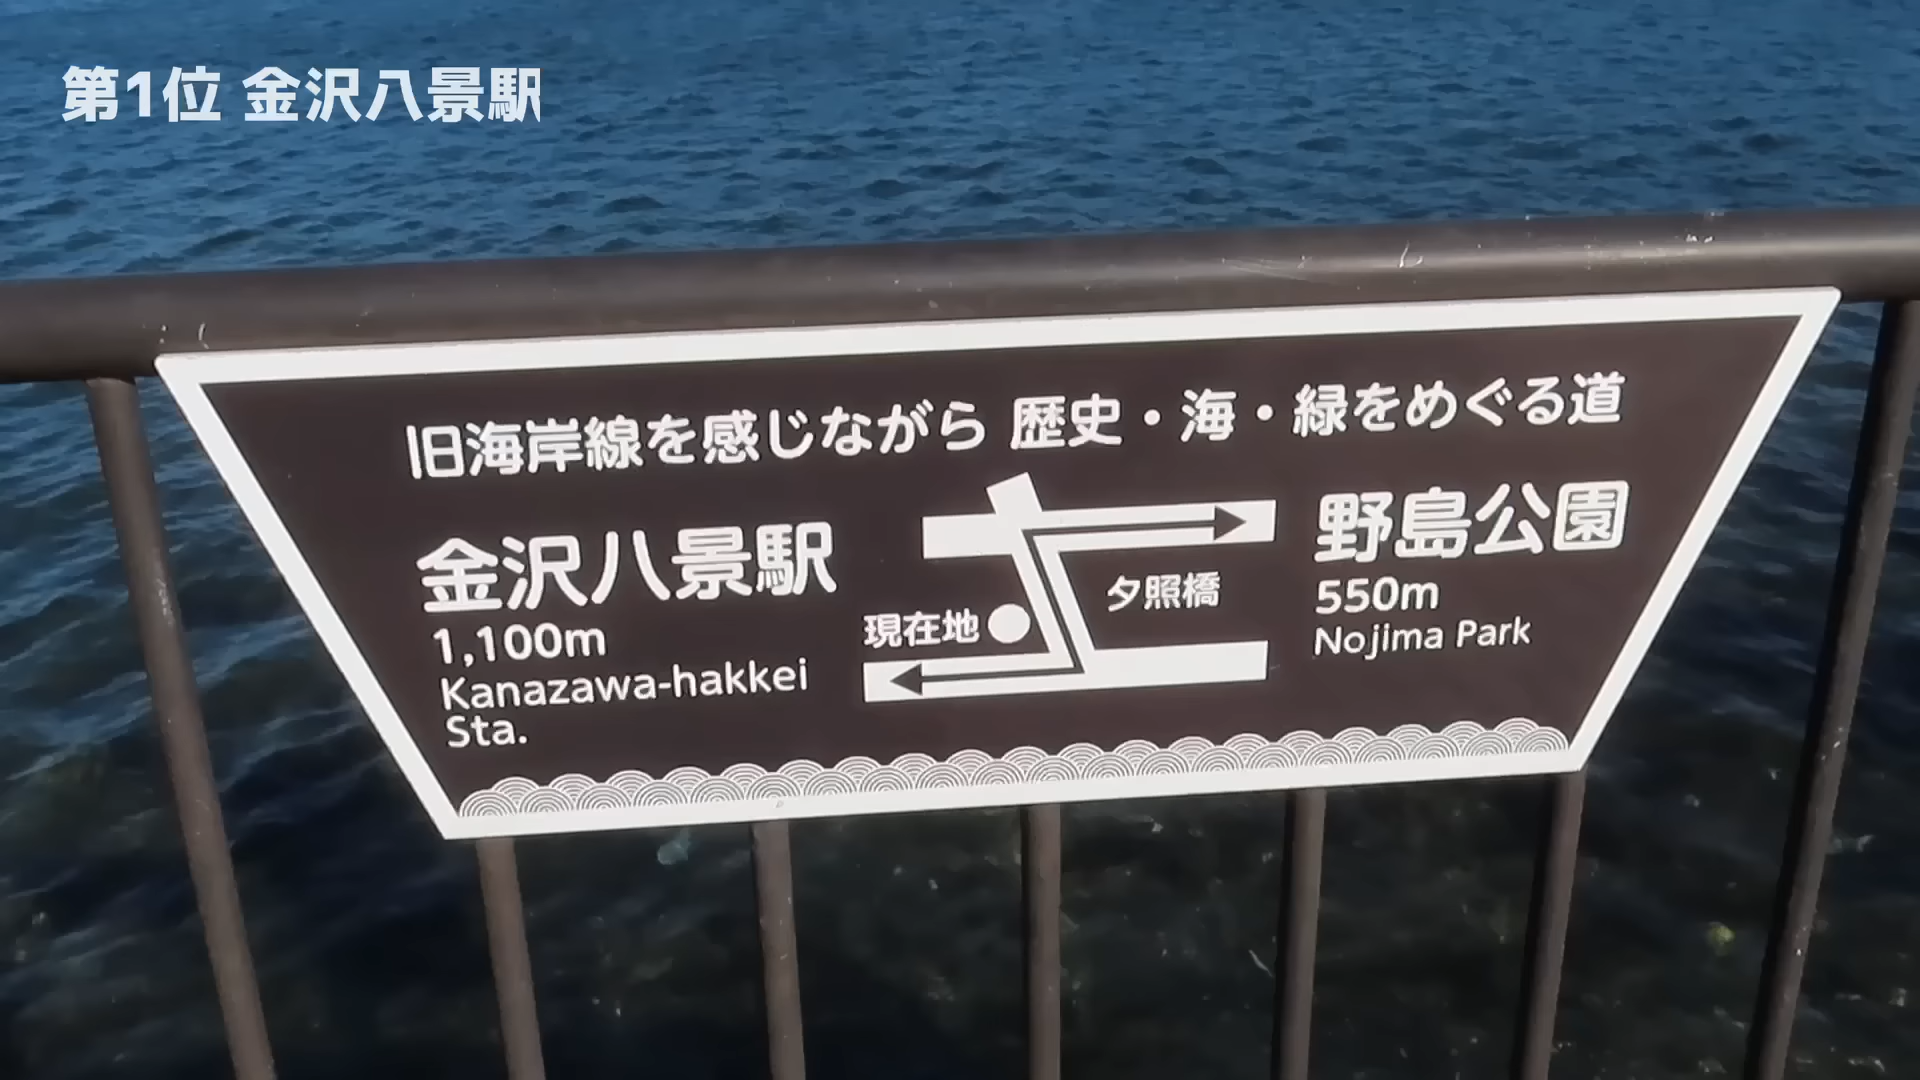 第1位 金沢八景駅
旧海岸線を感じながら 歴史・海・緑をめぐる道
金沢八景駅
1,100m
Kanazawa-hakkei
Sta.
現在地
夕照橋
野島公園
550m
Nojima Park